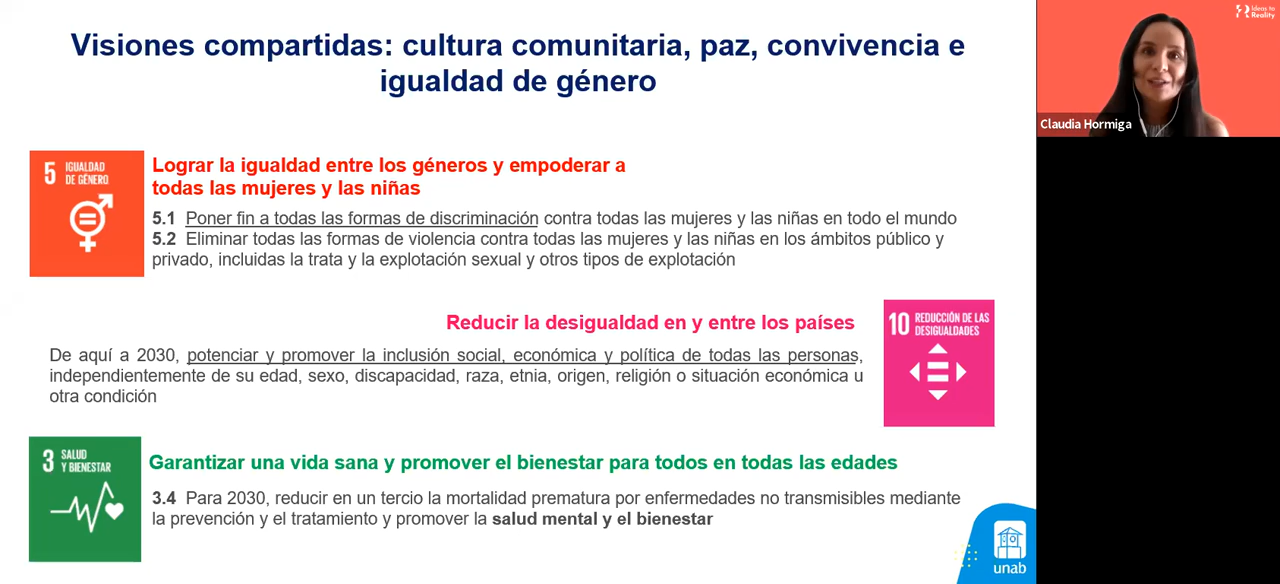 Visiones compartidas: cultura comunitaria, paz, convivencia e
igualdad de género
Ideas to
Reality
Claudia Hormiga
5 IGUALDAD
DE GÉNERO
Lograr la igualdad entre los géneros y empoderar a
todas las mujeres y las niñas
5.1 Poner fin a todas las formas de discriminación contra todas las mujeres y las niñas en todo el mundo
5.2 Eliminar todas las formas de violencia contra todas las mujeres y las niñas en los ámbitos público y
privado, incluidas la trata y la explotación sexual y otros tipos de explotación
Reducir la desigualdad en y entre los países
10 REDUCCIÓN DE LAS
DESIGUALDADES
De aquí a 2030, potenciar y promover la inclusión social, económica y política de todas las personas,
independientemente de su edad, sexo, discapacidad, raza, etnia, origen, religión o situación económica u
otra condición
3 SALUD
Y BIENESTAR
Garantizar una vida sana y promover el bienestar para todos en todas las edades
3.4 Para 2030, reducir en un tercio la mortalidad prematura por enfermedades no transmisibles mediante
la prevención y el tratamiento y promover la salud mental y el bienestar
unab